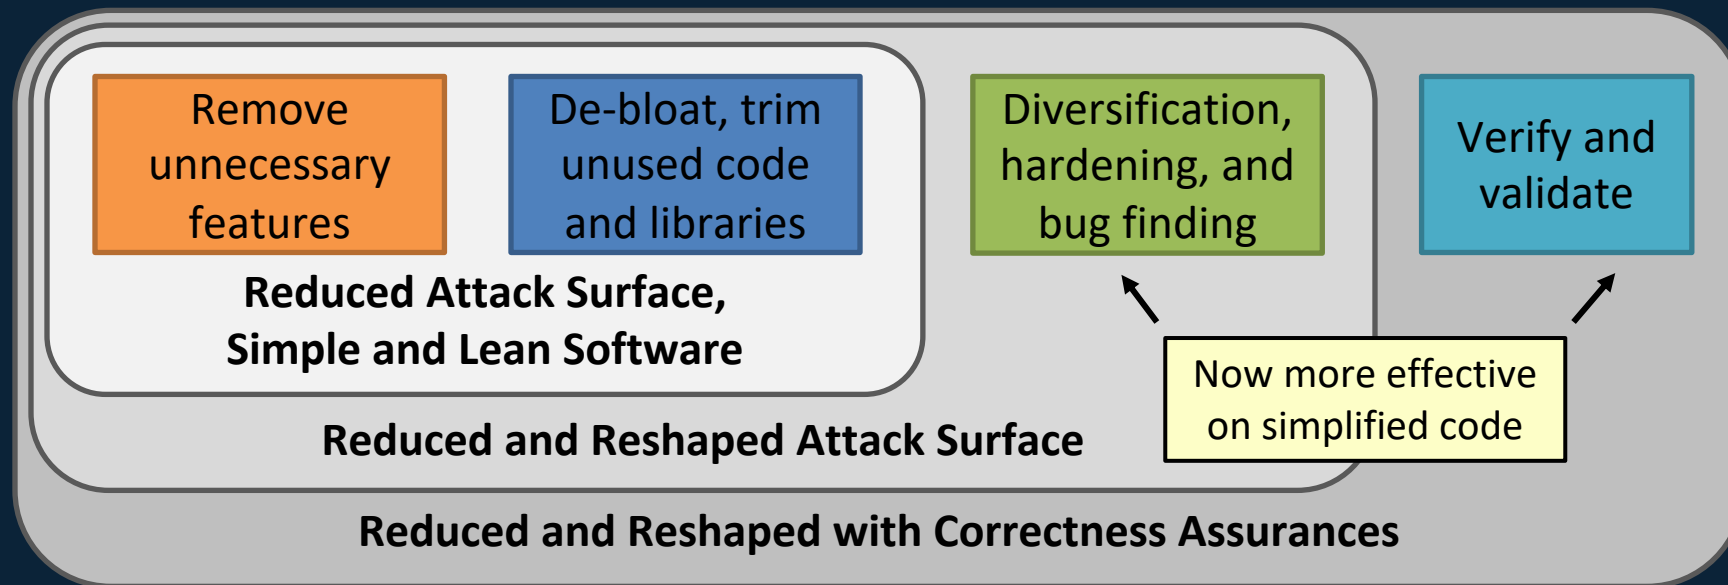 Remove
unnecessary
features
De-bloat, trim
unused code
and libraries
Diversification,
hardening, and
bug finding
Verify and
validate
Reduced Attack Surface,
Simple and Lean Software
Now more effective
on simplified code
Reduced and Reshaped Attack Surface
Reduced and Reshaped with Correctness Assurances